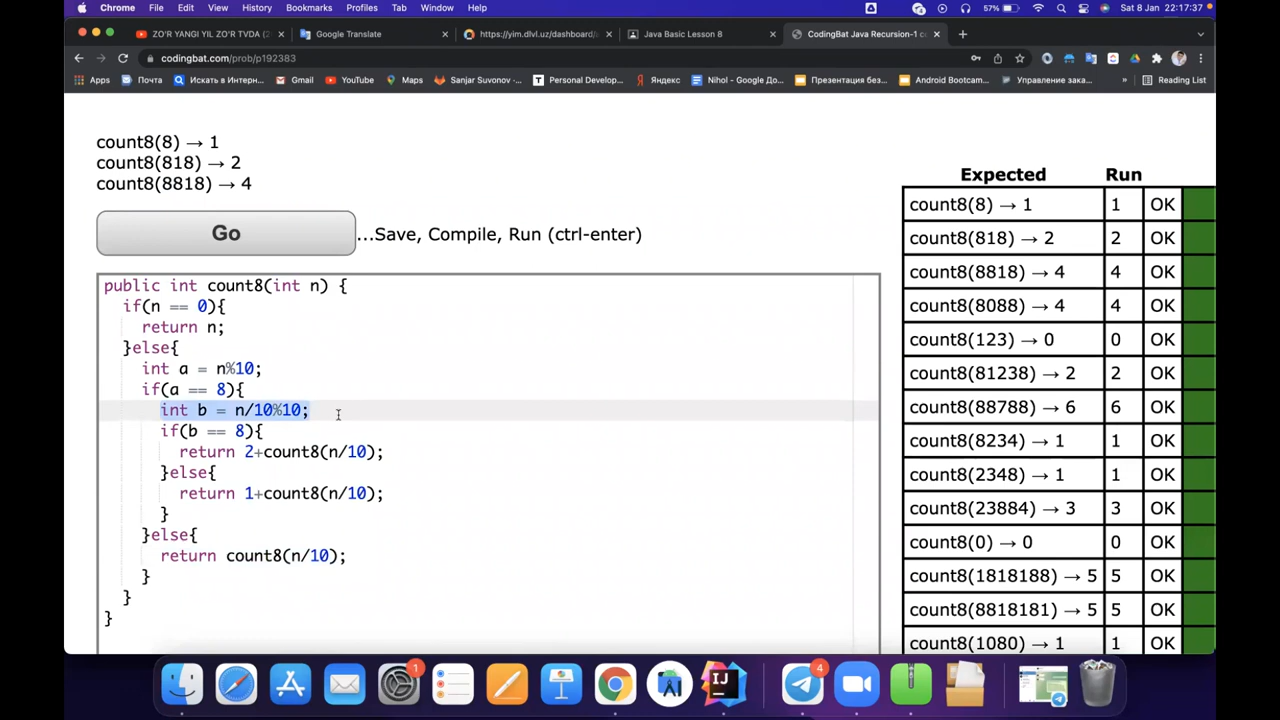 Chrome File Edit View History Bookmarks Profiles Tab Window Help 57% Sat 8 Jan 22:17:37
ZO'R YANGI YIL ZO'R TVDA (2
Google Translate
https://yim.dlvl.uz/dashboard/
Java Basic Lesson 8
CodingBat Java Recursion-1 c
codingbat.com/prob/p192383
Apps Почта Искать в Интерн... Gmail YouTube Maps Sanjar Suvonov -... Personal Develop... Яндекс Nihol - Google До... Презентация без... Android Bootcam... Управление зака... » Reading List
count8(8) → 1
count8(818) → 2
count8(8818) → 4
Go
...Save, Compile, Run (ctrl-enter)
public int count8(int n) {
if(n == 0){
return n;
}else{
int a = n%10;
if(a == 8){
int b = n/10%10;
if(b == 8){
return 2+count8(n/10);
}else{
return 1+count8(n/10);
}
}else{
return count8(n/10);
}
}
}
Expected Run
count8(8) → 1 1 OK
count8(818) → 2 2 OK
count8(8818) → 4 4 OK
count8(8088) → 4 4 OK
count8(123) → 0 0 OK
count8(81238) → 2 2 OK
count8(88788) → 6 6 OK
count8(8234) → 1 1 OK
count8(2348) → 1 1 OK
count8(23884) → 3 3 OK
count8(0) → 0 0 OK
count8(1818188) → 5 5 OK
count8(8818181) → 5 5 OK
count8(1080) → 1 1 OK
1
4
IJ